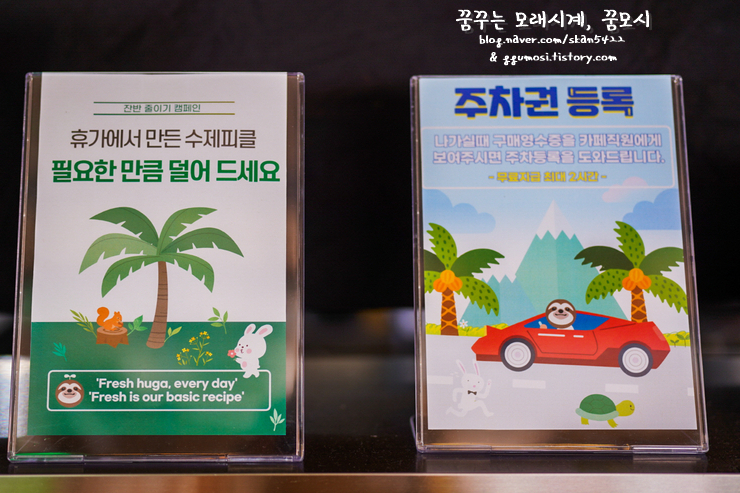 꿈꾸는 모래시계, 꿈모시
blog.naver.com/skan5422
& ggumosi.tistory.com
잔반 줄이기 캠페인
휴가에서 만든 수제피클
필요한 만큼 덜어 드세요
'Fresh huga, every day'
'Fresh is our basic recipe'
주차권 등록
나가실때 구매영수증을 카페직원에게
보여주시면 주차등록을 도와드립니다.
- 무료지급 최대 2시간 -